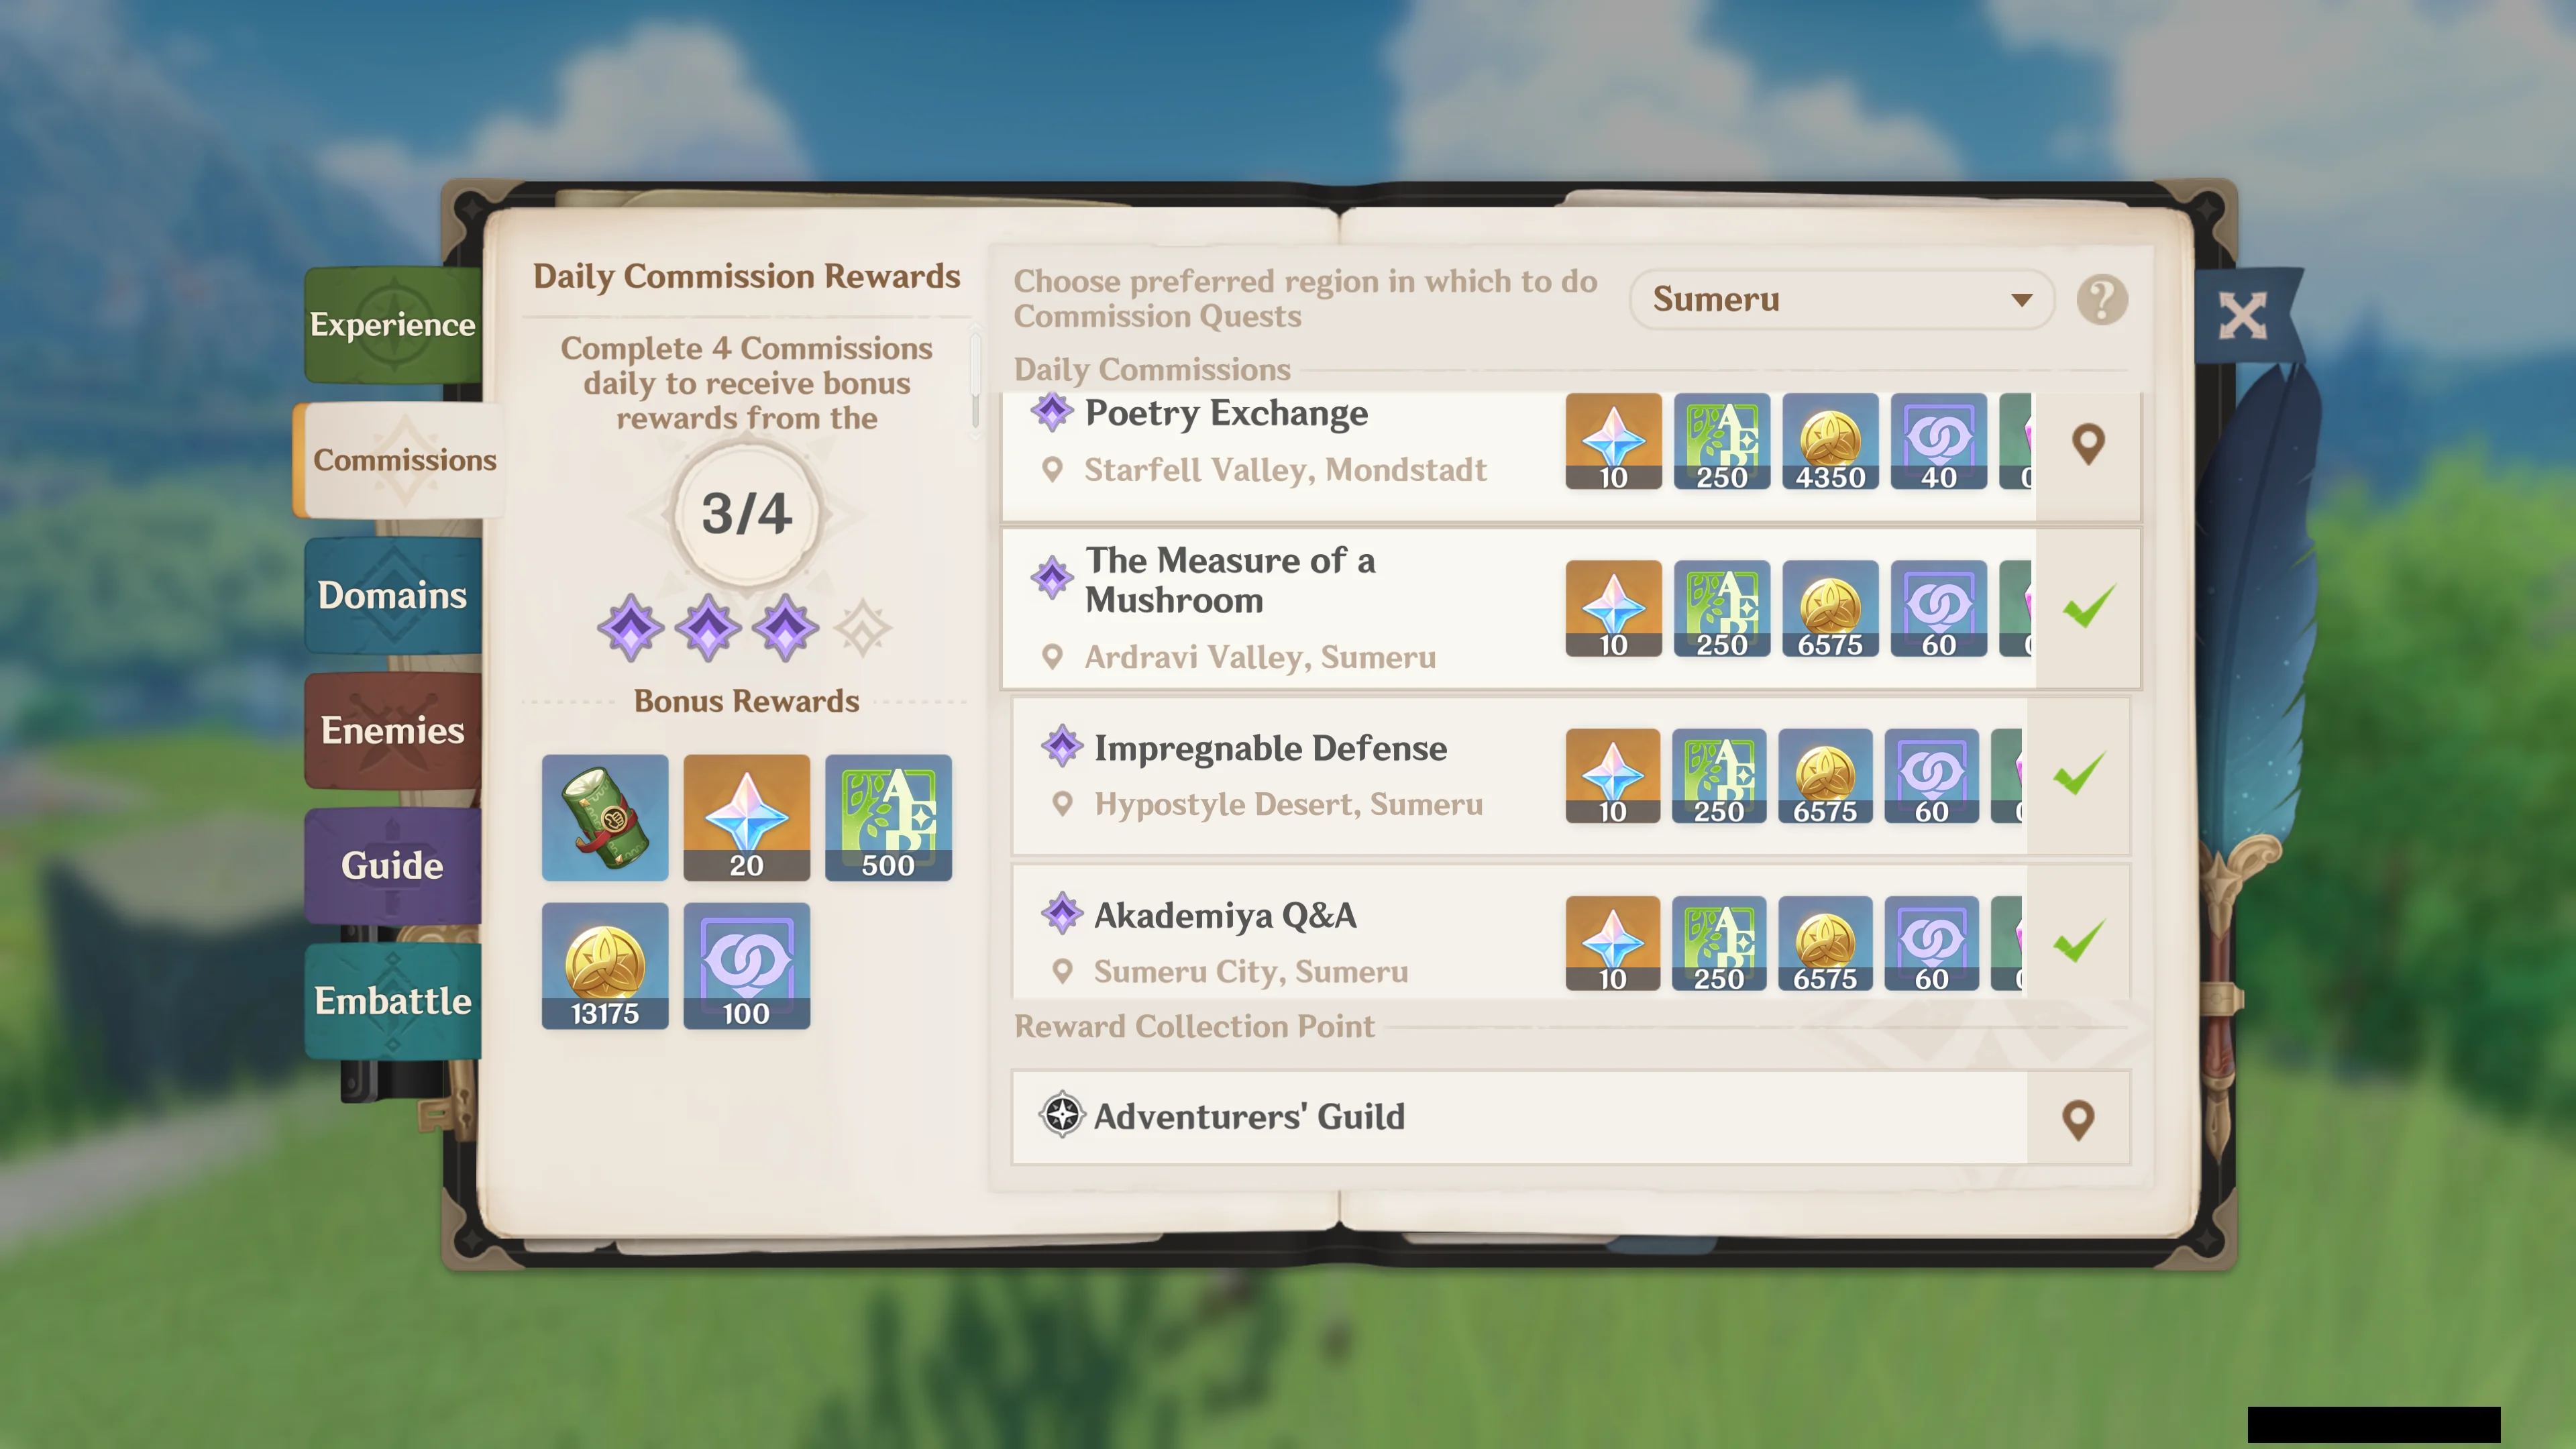 Experience
Commissions
Domains
Enemies
Guide
Embattle
Daily Commission Rewards
Complete 4 Commissions
daily to receive bonus
rewards from the
3/4
Bonus Rewards
20
500
13175
100
Choose preferred region in which to do
Commission Quests
Sumeru
?
Daily Commissions
Poetry Exchange
Starfell Valley, Mondstadt
10 250 4350 40
The Measure of a
Mushroom
Ardravi Valley, Sumeru
10 250 6575 60
Impregnable Defense
Hypostyle Desert, Sumeru
10 250 6575 60
Akademiya Q&A
Sumeru City, Sumeru
10 250 6575 60
Reward Collection Point
Adventurers' Guild